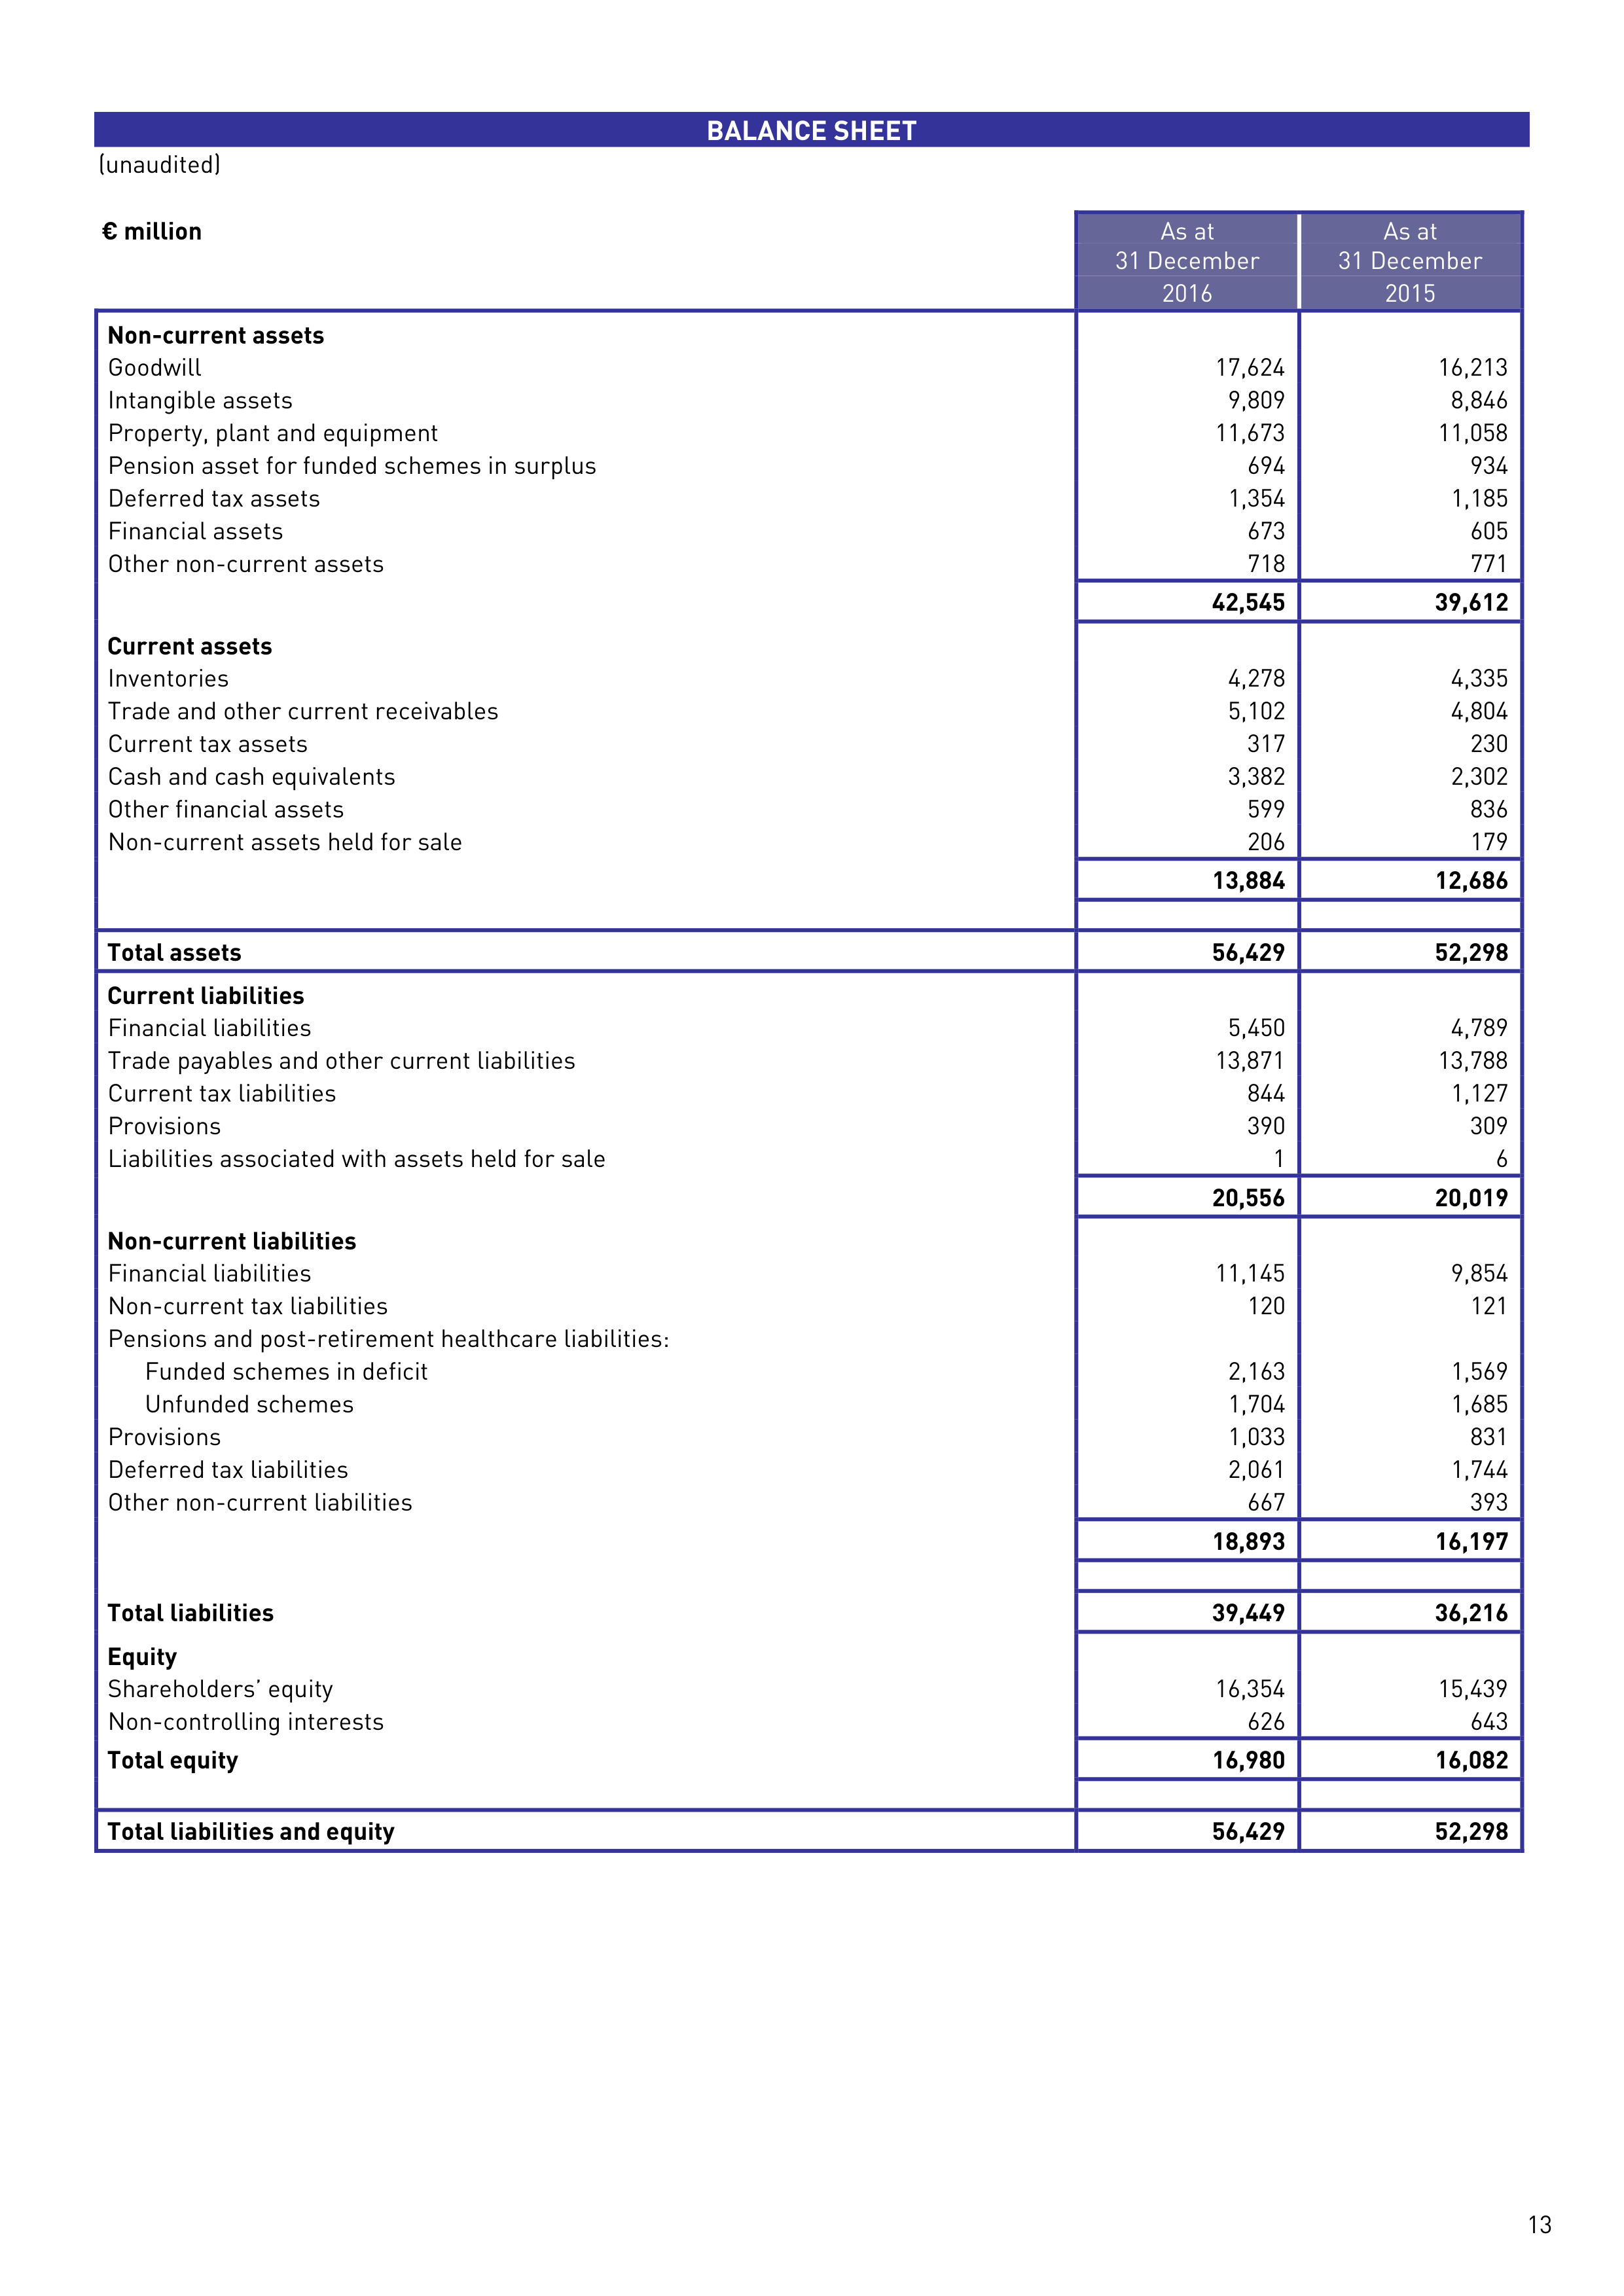 BALANCE SHEET
(unaudited)
€ million
As at As at
31 December 31 December
2016 2015
Non-current assets
Goodwill 17,624 16,213
Intangible assets 9,809 8,846
Property, plant and equipment 11,673 11,058
Pension asset for funded schemes in surplus 694 934
Deferred tax assets 1,354 1,185
Financial assets 673 605
Other non-current assets 718 771
42,545 39,612
Current assets
Inventories 4,278 4,335
Trade and other current receivables 5,102 4,804
Current tax assets 317 230
Cash and cash equivalents 3,382 2,302
Other financial assets 599 836
Non-current assets held for sale 206 179
13,884 12,686
Total assets 56,429 52,298
Current liabilities
Financial liabilities 5,450 4,789
Trade payables and other current liabilities 13,871 13,788
Current tax liabilities 844 1,127
Provisions 390 309
Liabilities associated with assets held for sale 1 6
20,556 20,019
Non-current liabilities
Financial liabilities 11,145 9,854
Non-current tax liabilities 120 121
Pensions and post-retirement healthcare liabilities:
Funded schemes in deficit 2,163 1,569
Unfunded schemes 1,704 1,685
Provisions 1,033 831
Deferred tax liabilities 2,061 1,744
Other non-current liabilities 667 393
18,893 16,197
Total liabilities 39,449 36,216
Equity
Shareholders’ equity 16,354 15,439
Non-controlling interests 626 643
Total equity 16,980 16,082
Total liabilities and equity 56,429 52,298
13